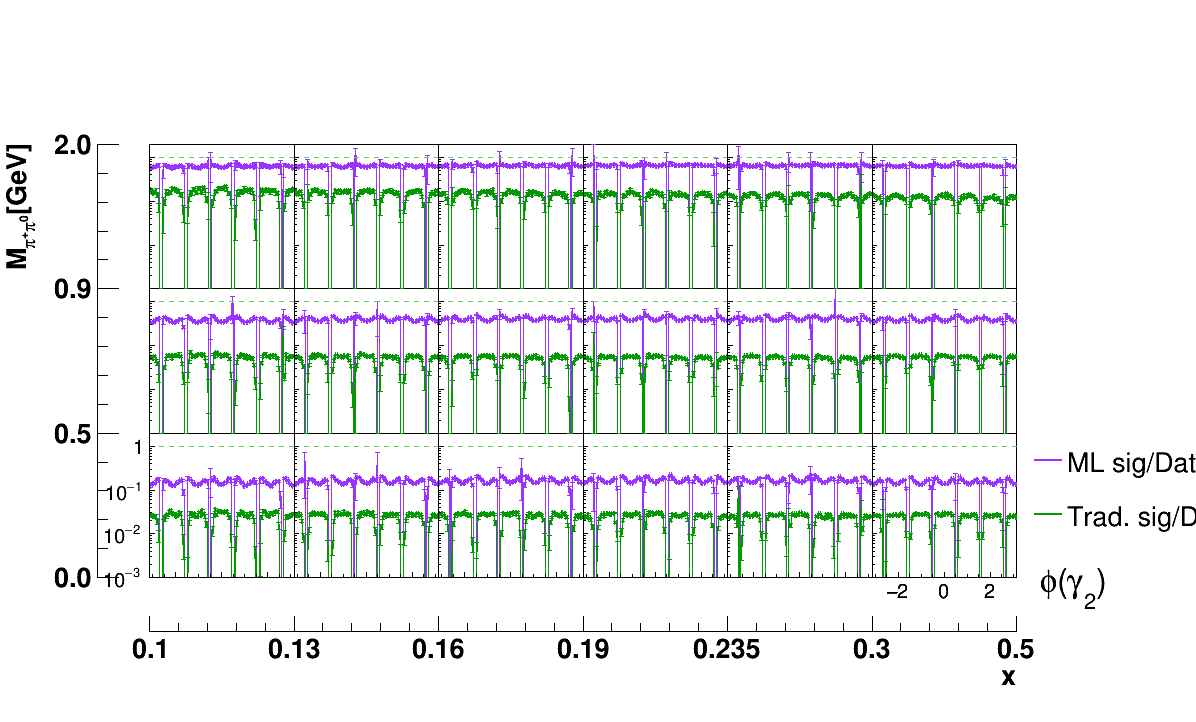 2.0
M_{π⁺π⁰}[GeV]
0.9
0.5
1
10⁻¹
10⁻²
10⁻³
0.0
ML sig/Dat
Trad. sig/D
−2 0 2
ϕ(γ₂)
0.1 0.13 0.16 0.19 0.235 0.3 0.5
x